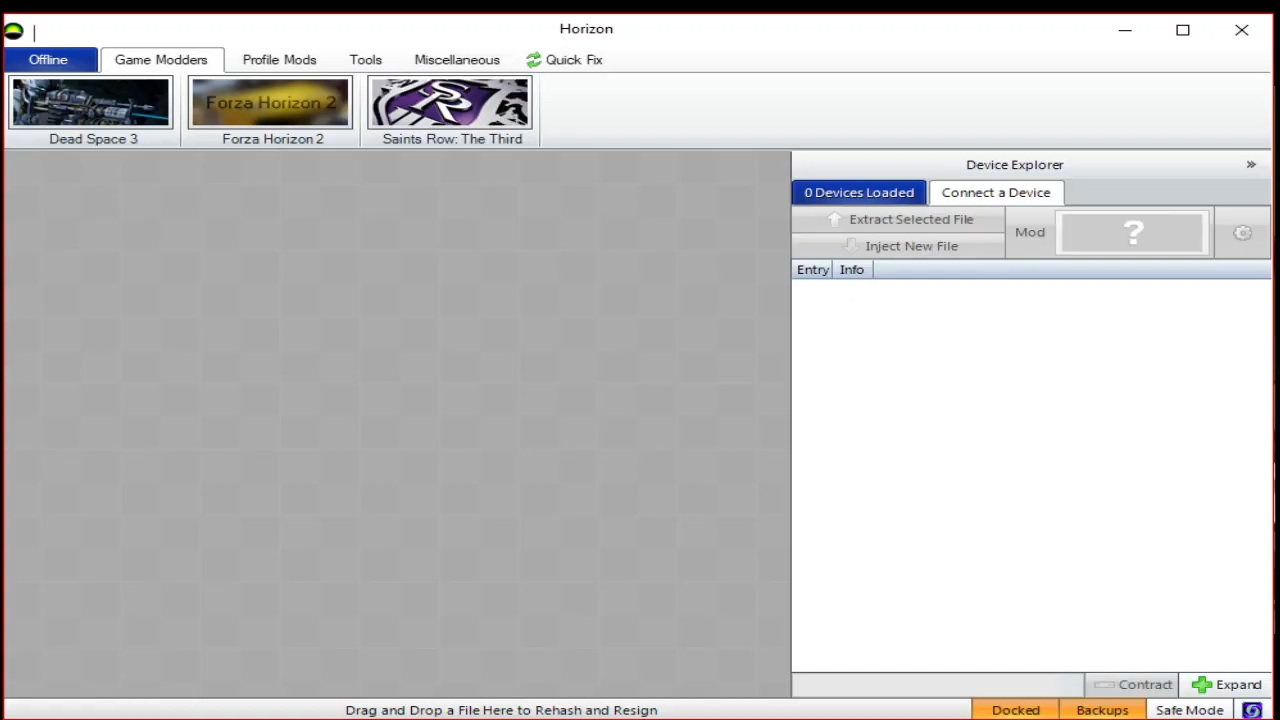 Horizon
Offline Game Modders Profile Mods Tools Miscellaneous Quick Fix
Forza Horizon 2
SR
Dead Space 3 Forza Horizon 2 Saints Row: The Third
Device Explorer »
0 Devices Loaded Connect a Device
Extract Selected File
Mod ?
Inject New File
Entry Info
Contract Expand
Drag and Drop a File Here to Rehash and Resign Docked Backups Safe Mode